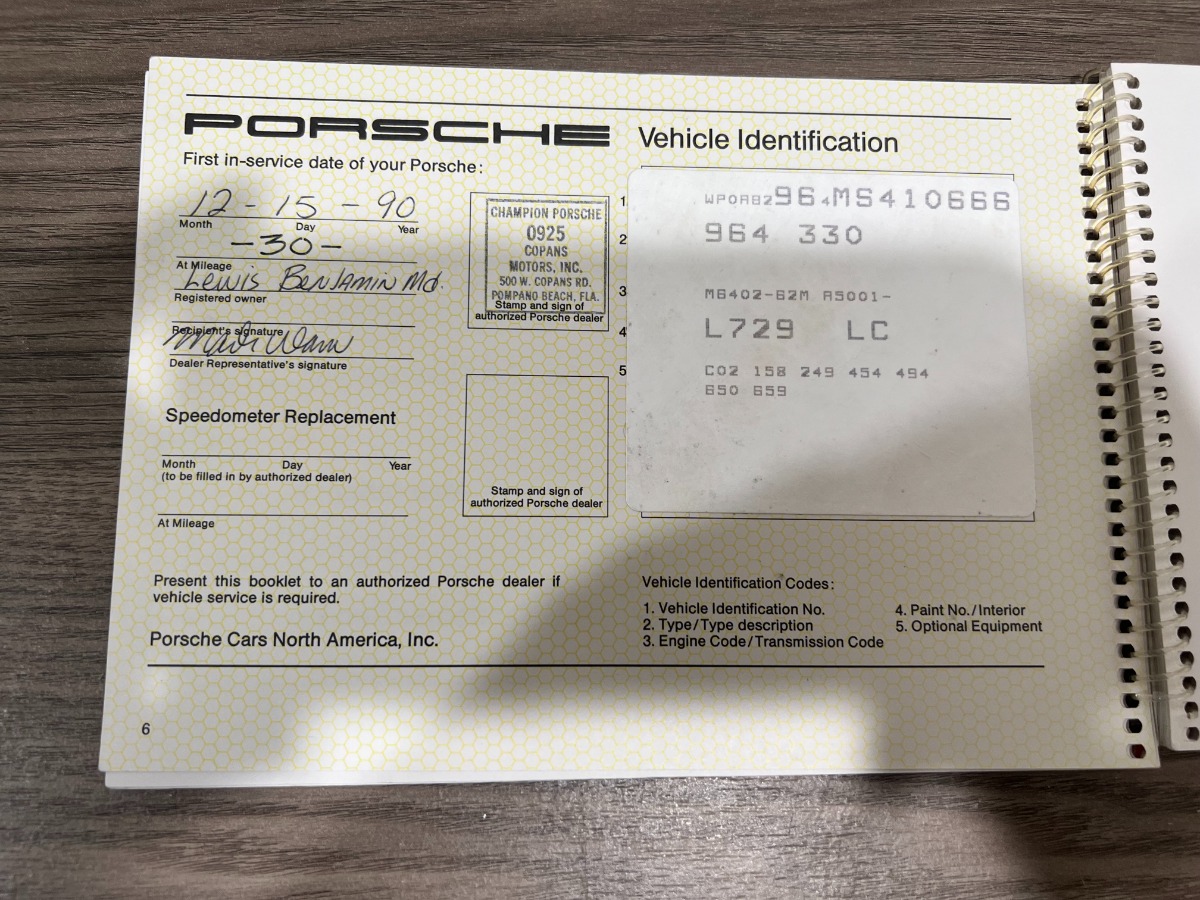 PORSCHE
Vehicle Identification
First in-service date of your Porsche:
12 - 15 - 90
Month Day Year
-30-
At Mileage
Lewis Benjamin Md.
Registered owner
Recipient's signature
Dealer Representative's signature
CHAMPION PORSCHE
0925
COPANS
MOTORS, INC.
500 W. COPANS RD.
POMPANO BEACH, FLA.
Stamp and sign of
authorized Porsche dealer
Speedometer Replacement
Month Day Year
(to be filled in by authorized dealer)
At Mileage
Stamp and sign of
authorized Porsche dealer
1
WP0AB2964MS410666
2
964 330
3
M6402-62M A5001-
4
L729 LC
5
C02 158 249 454 494
650 659
Present this booklet to an authorized Porsche dealer if
vehicle service is required.
Porsche Cars North America, Inc.
Vehicle Identification Codes:
1. Vehicle Identification No.
2. Type/Type description
3. Engine Code/Transmission Code
4. Paint No./Interior
5. Optional Equipment
6